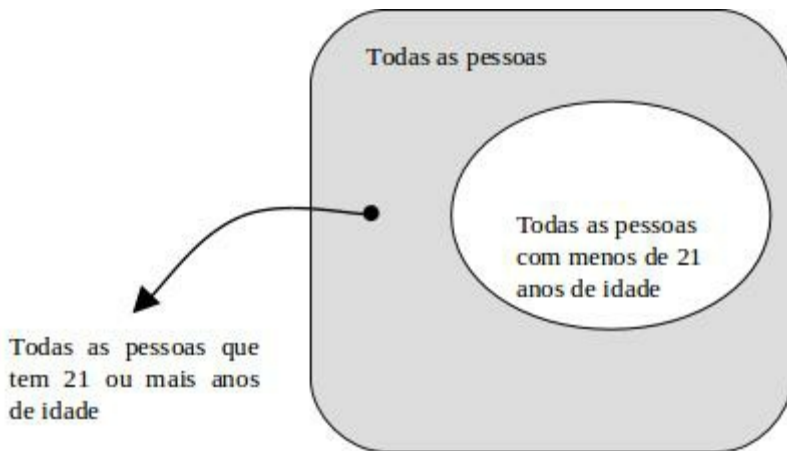 Todas as pessoas
Todas as pessoas
com menos de 21
anos de idade
Todas as pessoas que
tem 21 ou mais anos
de idade